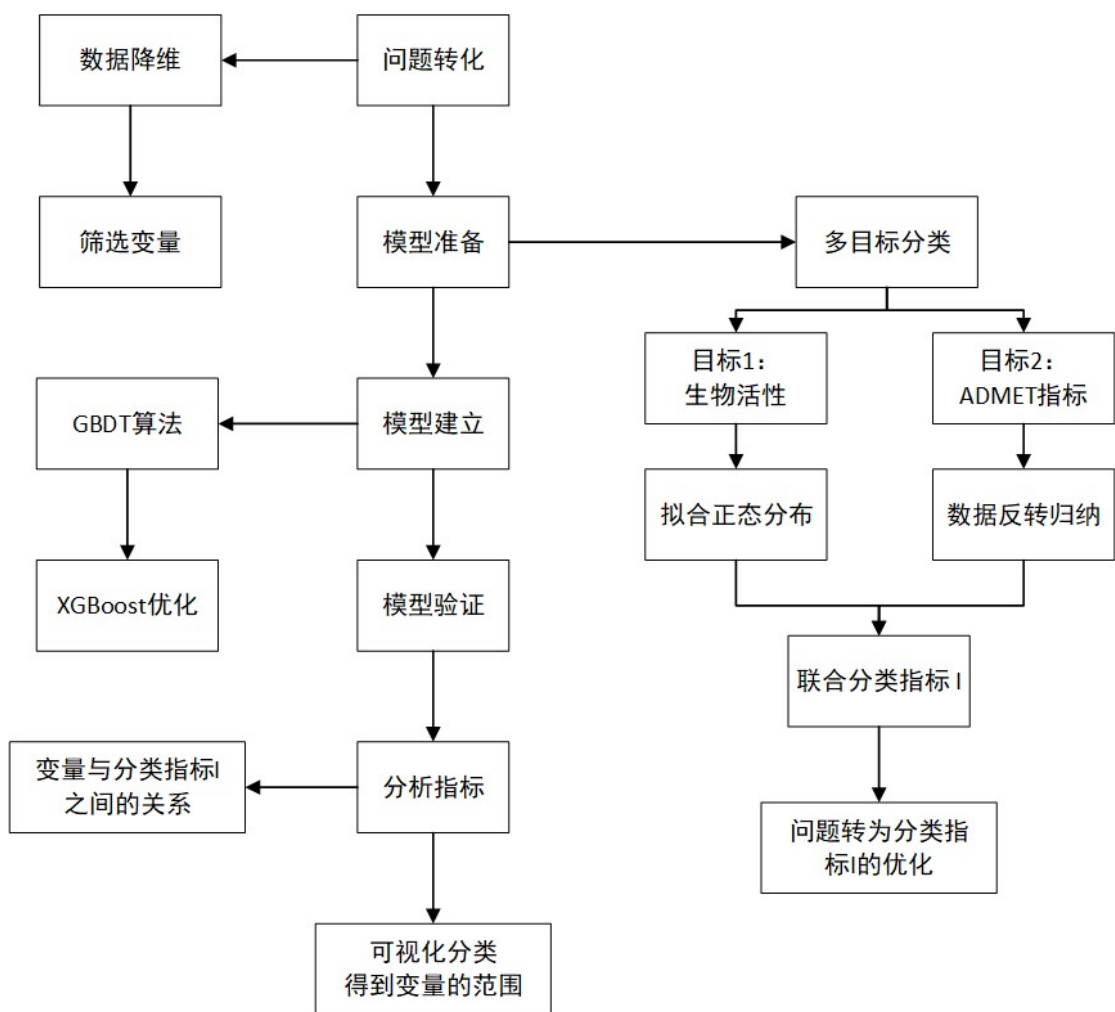 数据降维
问题转化
筛选变量
模型准备
多目标分类
目标1：
生物活性
目标2：
ADMET指标
GBDT算法
模型建立
拟合正态分布
数据反转归纳
XGBoost优化
模型验证
联合分类指标 I
变量与分类指标I
之间的关系
分析指标
问题转为分类指
标I的优化
可视化分类
得到变量的范围